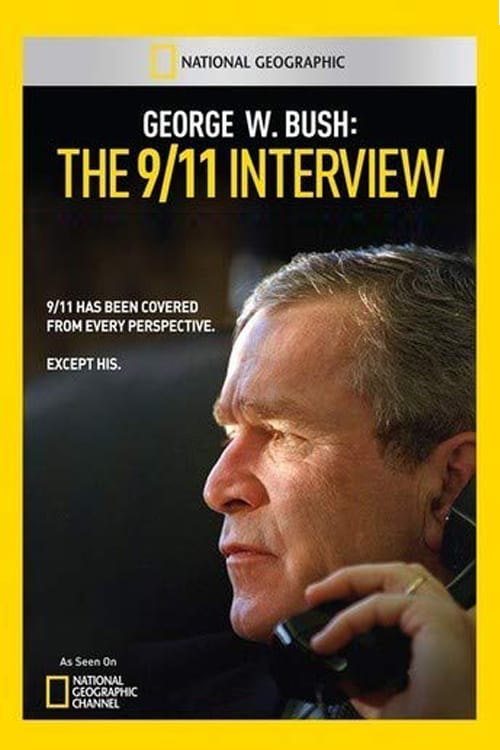 NATIONAL GEOGRAPHIC
GEORGE W. BUSH:
THE 9/11 INTERVIEW
9/11 HAS BEEN COVERED
FROM EVERY PERSPECTIVE.
EXCEPT HIS.
As Seen On
NATIONAL
GEOGRAPHIC
CHANNEL